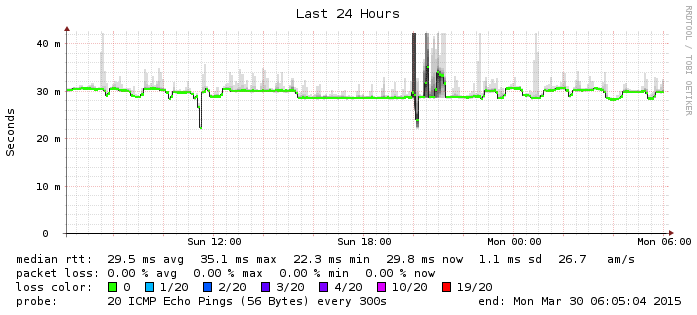 Last 24 Hours
RRDTOOL / TOBI OETIKER
Seconds
40 m
30 m
20 m
10 m
0
Sun 12:00 Sun 18:00 Mon 00:00 Mon 06:00
median rtt: 29.5 ms avg 35.1 ms max 22.3 ms min 29.8 ms now 1.1 ms sd 26.7 am/s
packet loss: 0.00 % avg 0.00 % max 0.00 % min 0.00 % now
loss color: 0 1/20 2/20 3/20 4/20 10/20 19/20
probe: 20 ICMP Echo Pings (56 Bytes) every 300s end: Mon Mar 30 06:05:04 2015